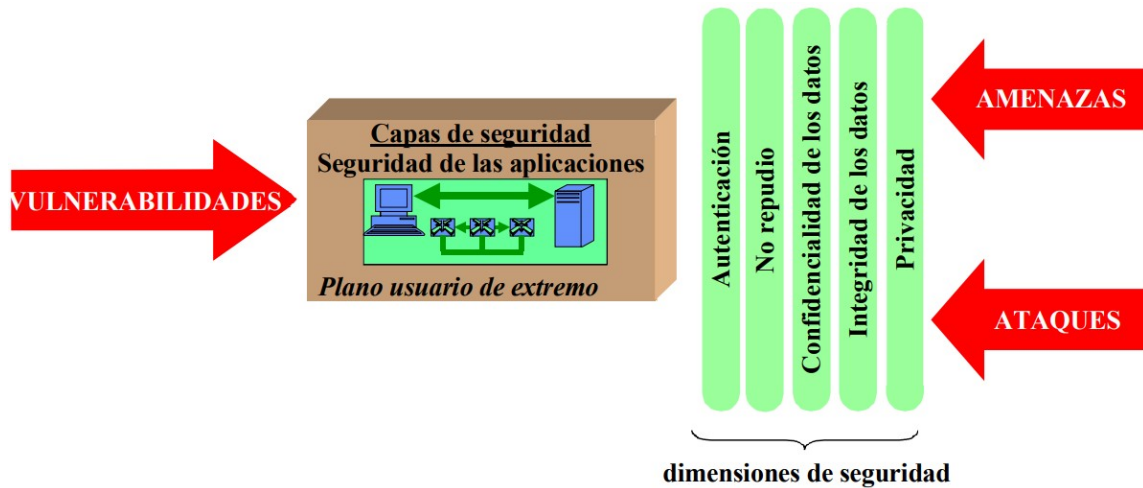 VULNERABILIDADES
Capas de seguridad
Seguridad de las aplicaciones
Plano usuario de extremo
Autenticación
No repudio
Confidencialidad de los datos
Integridad de los datos
Privacidad
dimensiones de seguridad
AMENAZAS
ATAQUES